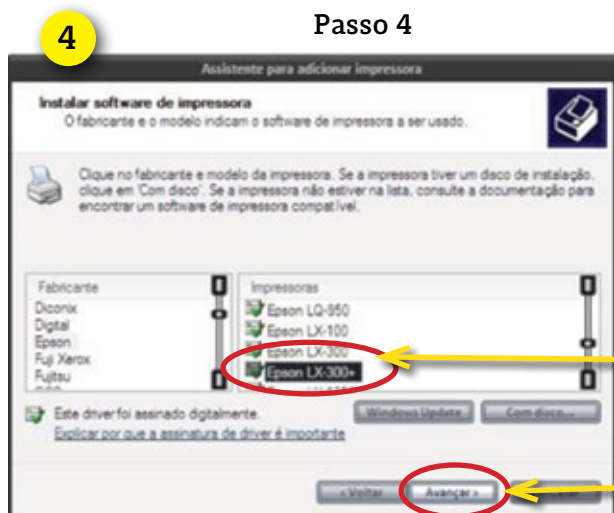 4
Passo 4
Assistente para adicionar impressora
Instalar software de impressora
O fabricante e o modelo indicam o software de impressora a ser usado.
Clique no fabricante e modelo da impressora. Se a impressora tiver um disco de instalação,
clique em 'Com disco'. Se a impressora não estiver na lista, consulte a documentação para
encontrar um software de impressora compatível.
Fabricante
Diconix
Digital
Epson
Fuji Xerox
Fujitsu
Impressoras
Epson LQ-950
Epson LX-100
Epson LX-300
Epson LX-300+
Este driver foi assinado digitalmente.
Explicar por que a assinatura de driver é importante
Windows Update
Com disco...
< Voltar
Avançar >